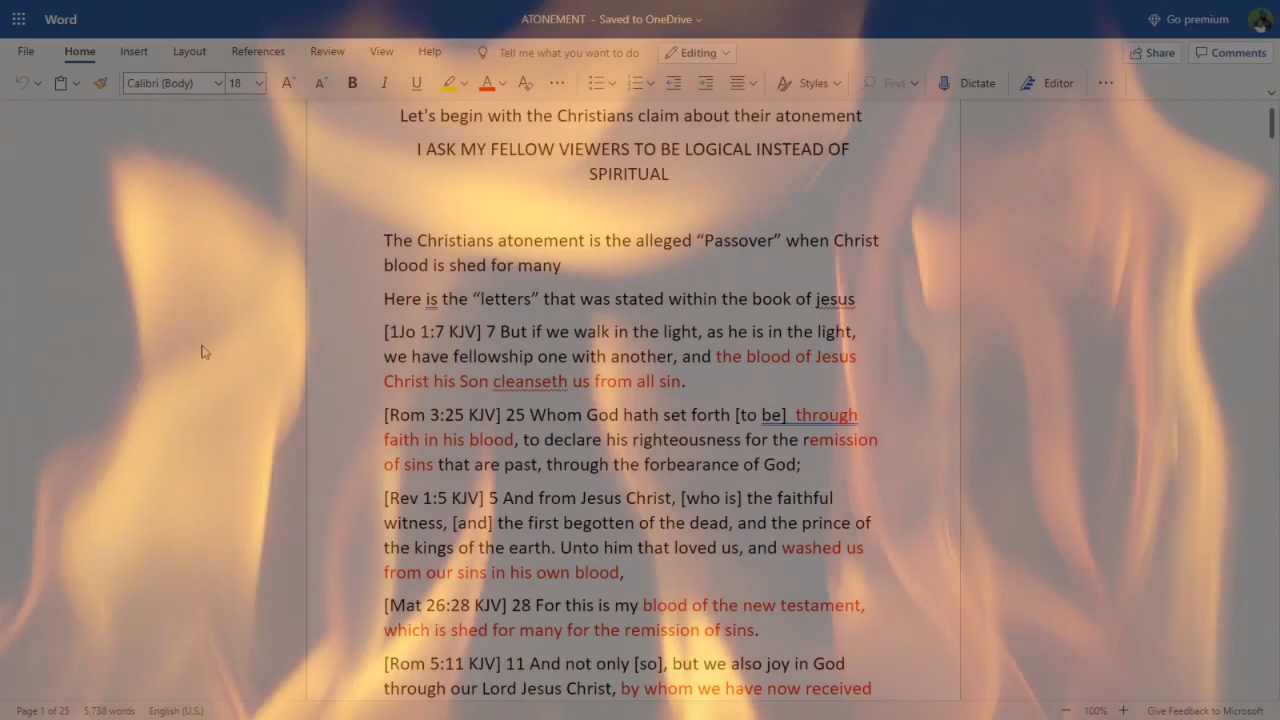 Word
ATONEMENT - Saved to OneDrive
Go premium
File Home Insert Layout References Review View Help Tell me what you want to do Editing Share Comments
Calibri (Body) 18 A A B I U A A Styles Find Dictate Editor
Let's begin with the Christians claim about their atonement
I ASK MY FELLOW VIEWERS TO BE LOGICAL INSTEAD OF
SPIRITUAL
The Christians atonement is the alleged “Passover” when Christ
blood is shed for many
Here is the “letters” that was stated within the book of jesus
[1Jo 1:7 KJV] 7 But if we walk in the light, as he is in the light,
we have fellowship one with another, and the blood of Jesus
Christ his Son cleanseth us from all sin.
[Rom 3:25 KJV] 25 Whom God hath set forth [to be] through
faith in his blood, to declare his righteousness for the remission
of sins that are past, through the forbearance of God;
[Rev 1:5 KJV] 5 And from Jesus Christ, [who is] the faithful
witness, [and] the first begotten of the dead, and the prince of
the kings of the earth. Unto him that loved us, and washed us
from our sins in his own blood,
[Mat 26:28 KJV] 28 For this is my blood of the new testament,
which is shed for many for the remission of sins.
[Rom 5:11 KJV] 11 And not only [so], but we also joy in God
through our Lord Jesus Christ, by whom we have now received
Page 1 of 25 5,738 words English (U.S.) 100% Give Feedback to Microsoft